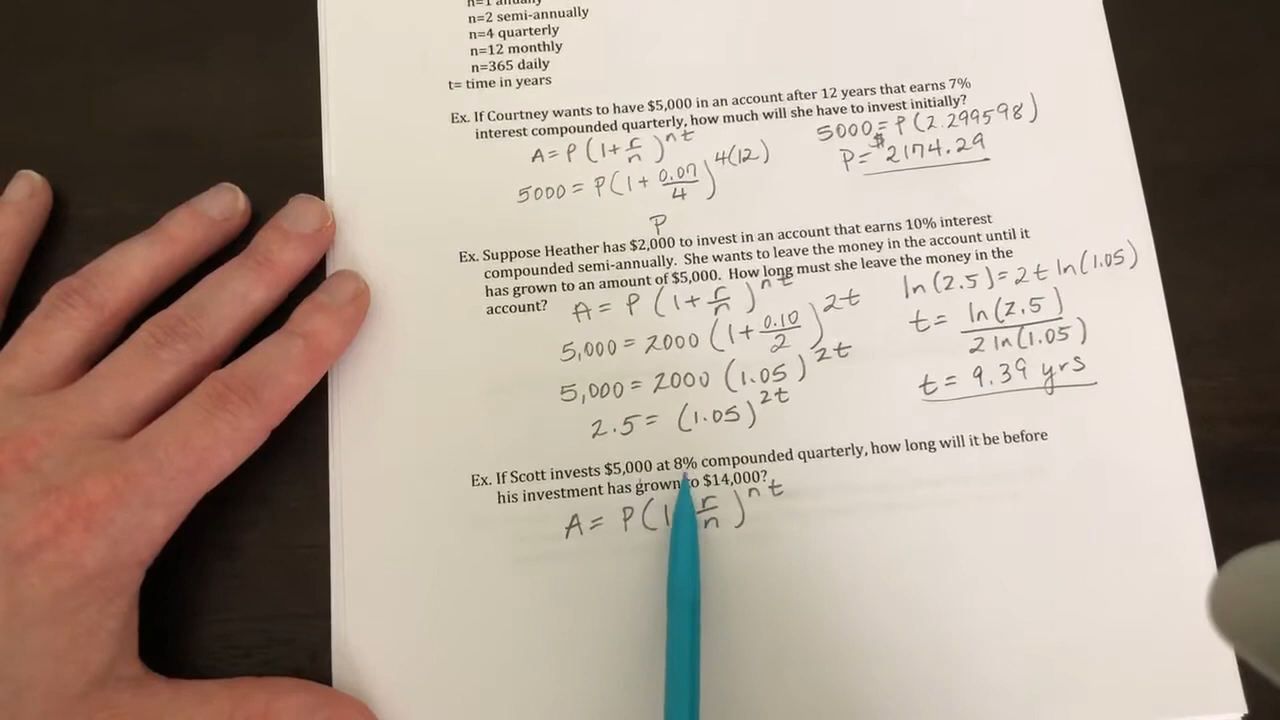 n=1 anually
n=2 semi-annually
n=4 quarterly
n=12 monthly
n=365 daily
t= time in years
Ex. If Courtney wants to have $5,000 in an account after 12 years that earns 7%
interest compounded quarterly, how much will she have to invest initially?
A = P (1 + r/n)^nt
5000 = P (1 + 0.07/4)^4(12)
5000 = P (2.299598)
P = $2174.29
P
Ex. Suppose Heather has $2,000 to invest in an account that earns 10% interest
compounded semi-annually. She wants to leave the money in the account until it
has grown to an amount of $5,000. How long must she leave the money in the
account?
A = P (1 + r/n)^nt
5,000 = 2000 (1 + 0.10/2)^2t
5,000 = 2000 (1.05)^2t
2.5 = (1.05)^2t
ln(2.5) = 2t ln(1.05)
t = ln(2.5)/2 ln(1.05)
t = 9.39 yrs
Ex. If Scott invests $5,000 at 8% compounded quarterly, how long will it be before
his investment has grown to $14,000?
A = P (1 r/n)^nt